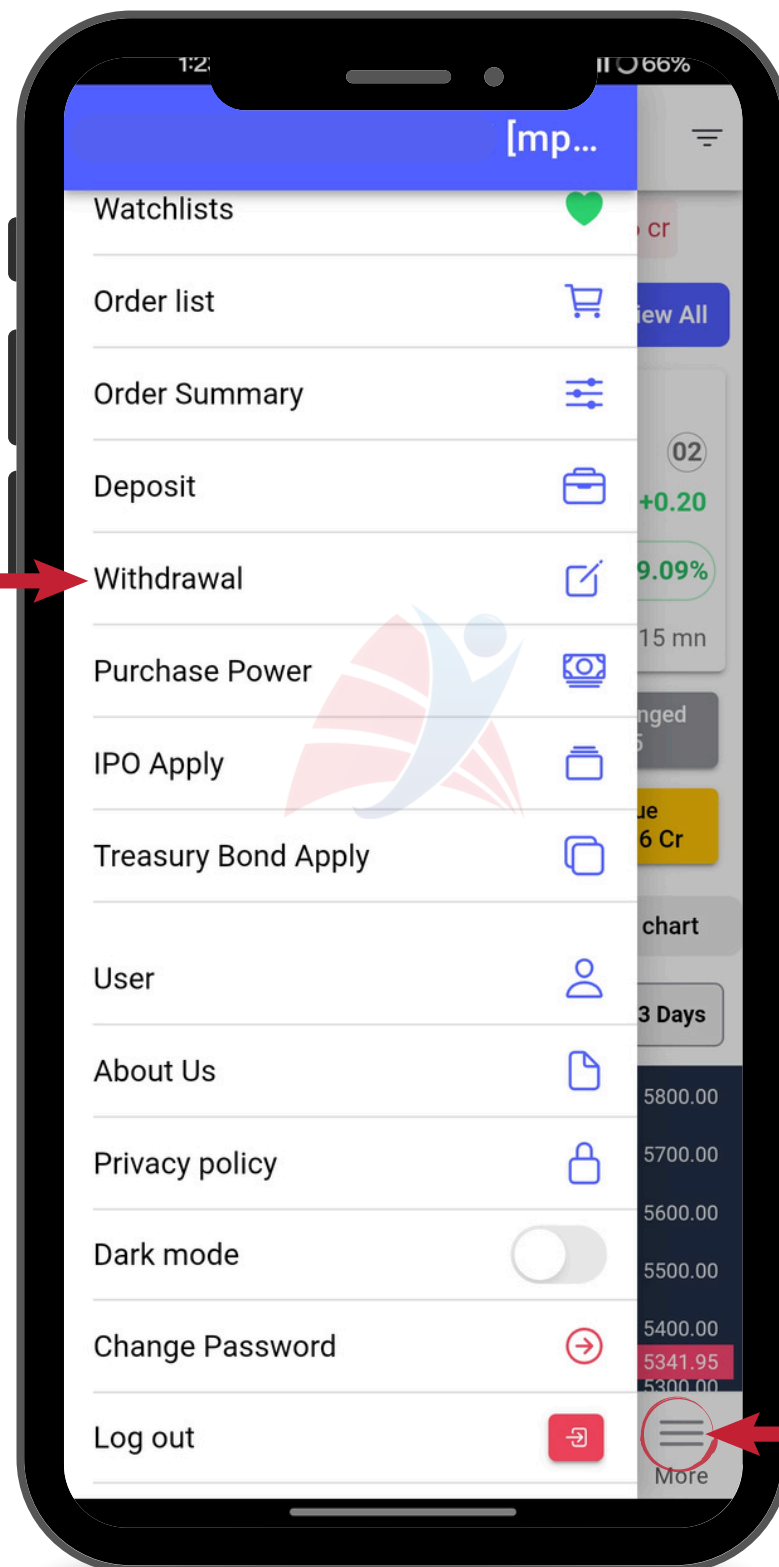 66%
[mp...
Watchlists
cr
Order list
iew All
Order Summary
02
Deposit
+0.20
Withdrawal
9.09%
15 mn
Purchase Power
nged
IPO Apply
ue
6 Cr
Treasury Bond Apply
chart
User
3 Days
About Us
5800.00
Privacy policy
5700.00
5600.00
Dark mode
5500.00
Change Password
5400.00
5341.95
5300.00
Log out
More